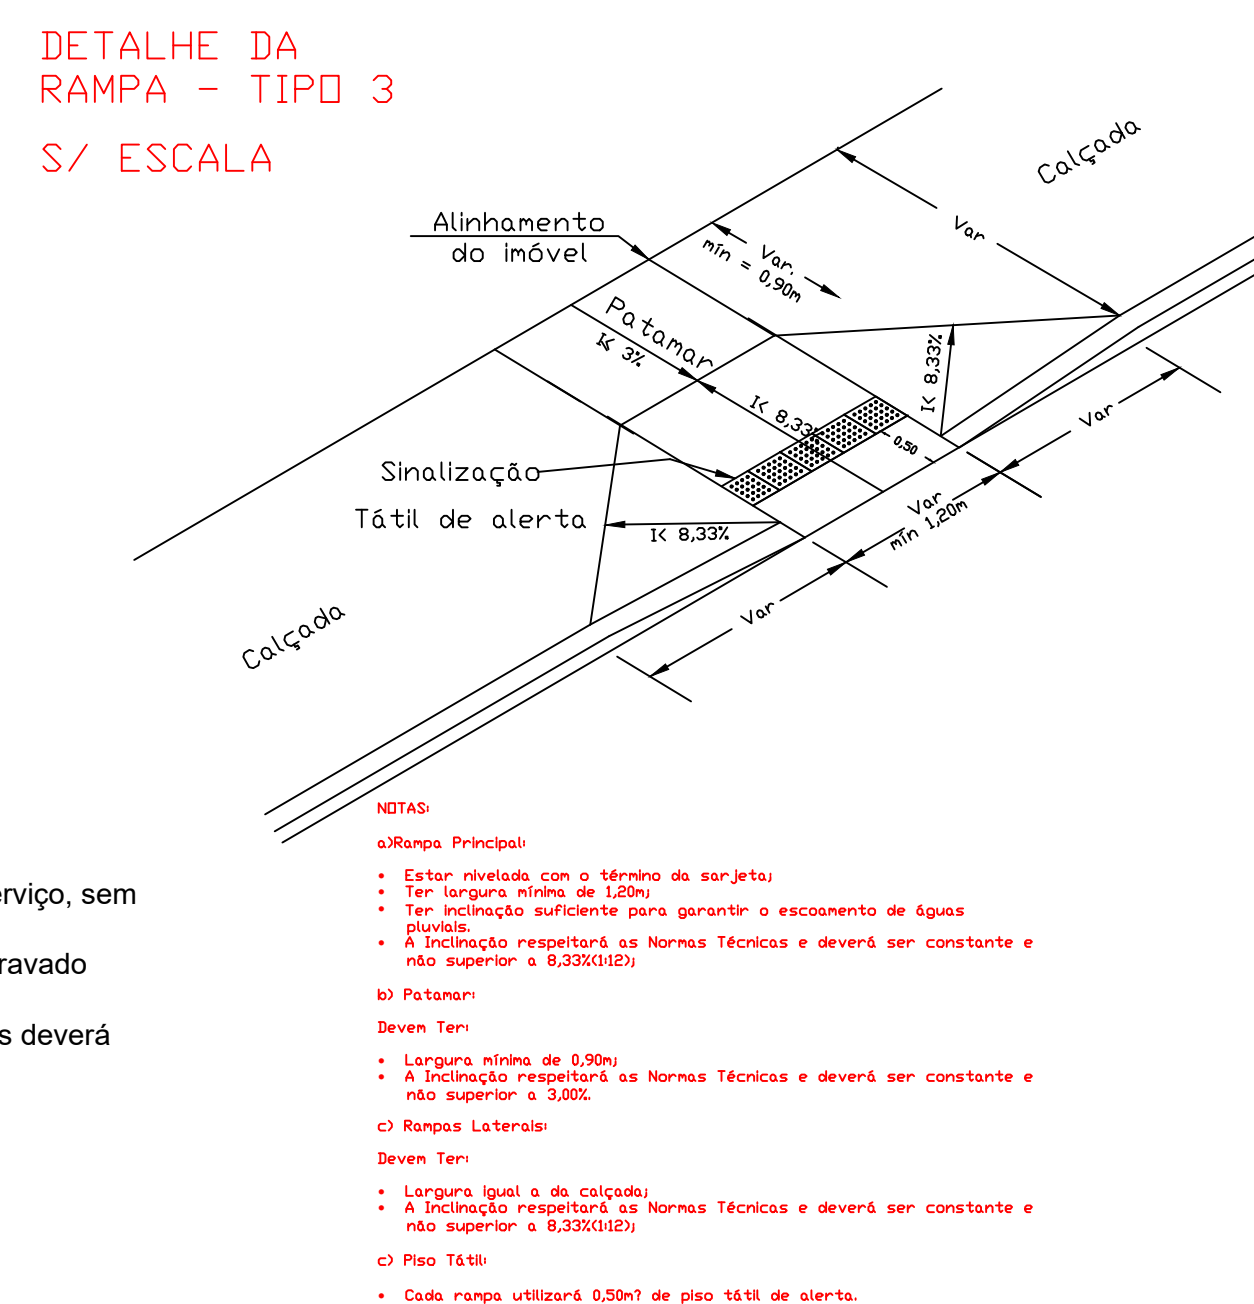 DETALHE DA
RAMPA - TIPO 3
S/ ESCALA
Calçada
Var
Alinhamento
do imóvel
Var.
mín = 0,90m
Patamar
I< 3%
I< 8,33%
I< 8,33%
0,50
Var
Sinalização
Tátil de alerta
I< 8,33%
Var
mín 1,20m
Var
Calçada
erviço, sem
ravado
s deverá
NOTAS:
a)Rampa Principal:
• Estar nivelada com o término da sarjeta;
• Ter largura mínima de 1,20m;
• Ter inclinação suficiente para garantir o escoamento de águas
pluviais.
• A Inclinação respeitará as Normas Técnicas e deverá ser constante e
não superior a 8,33%(1:12);
b) Patamar:
Devem Ter:
• Largura mínima de 0,90m;
• A Inclinação respeitará as Normas Técnicas e deverá ser constante e
não superior a 3,00%.
c) Rampas Laterais:
Devem Ter:
• Largura igual a da calçada;
• A Inclinação respeitará as Normas Técnicas e deverá ser constante e
não superior a 8,33%(1:12);
c) Piso Tátil:
• Cada rampa utilizará 0,50m? de piso tátil de alerta.